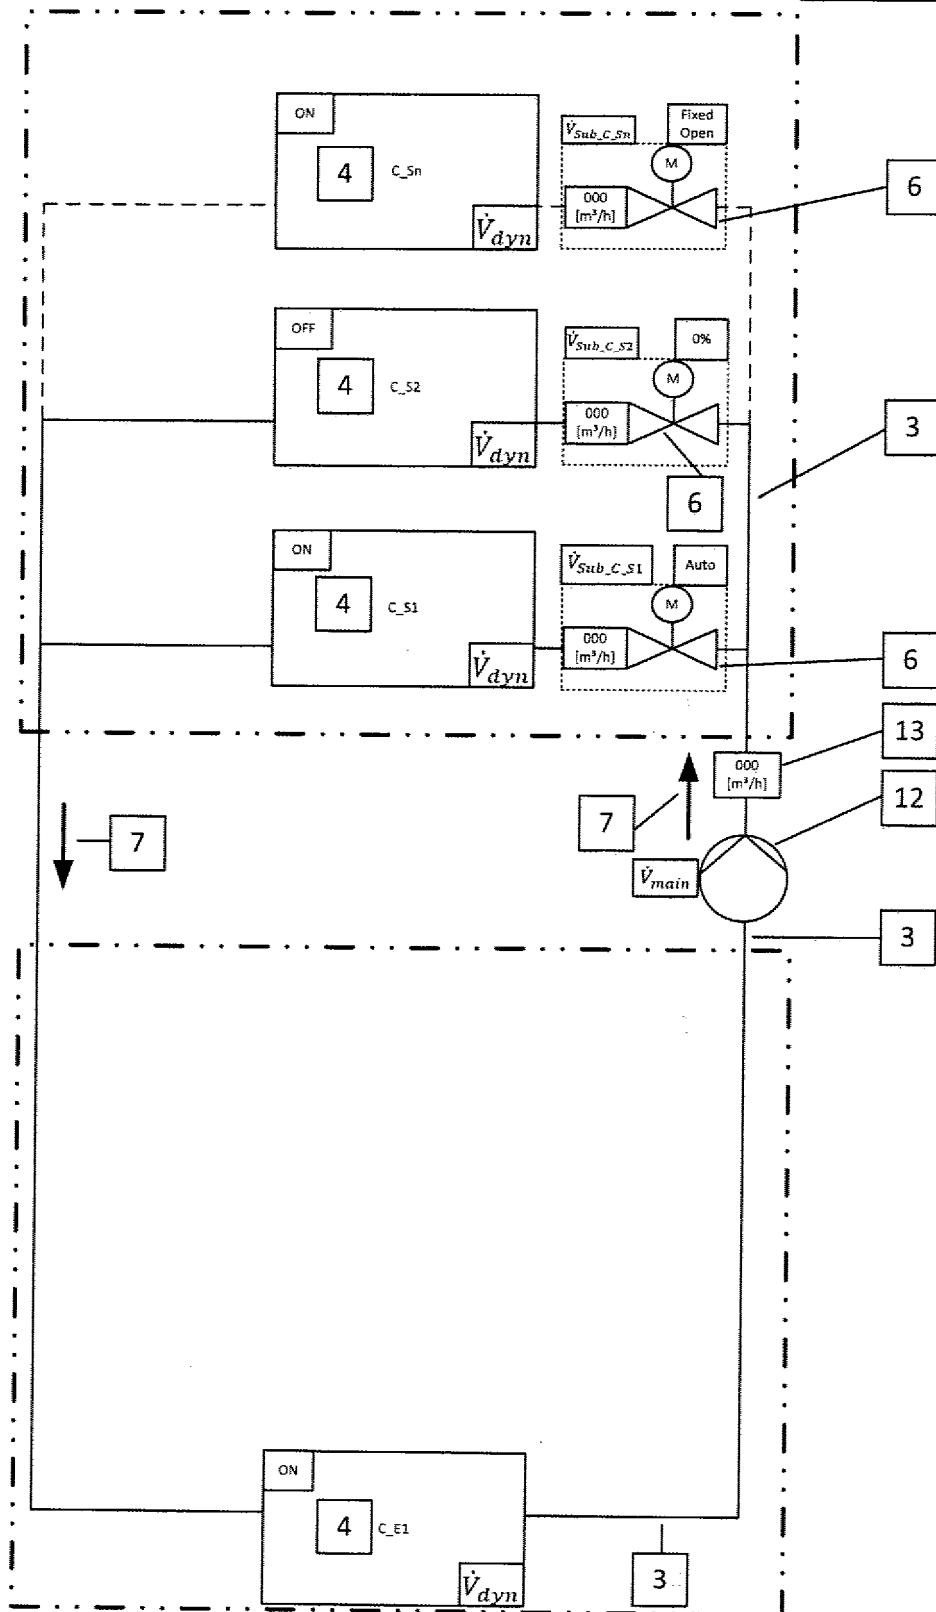 ON
4 C_Sn
V̇dyn
V̇Sub_C_Sn
Fixed
Open
M
000
[m³/h]
6
OFF
4 C_S2
V̇dyn
V̇Sub_C_S2
0%
M
000
[m³/h]
6
3
ON
4 C_S1
V̇dyn
V̇Sub_C_S1
Auto
M
000
[m³/h]
6
13
000
[m³/h]
12
7
7
V̇main
3
ON
4 C_E1
V̇dyn
3